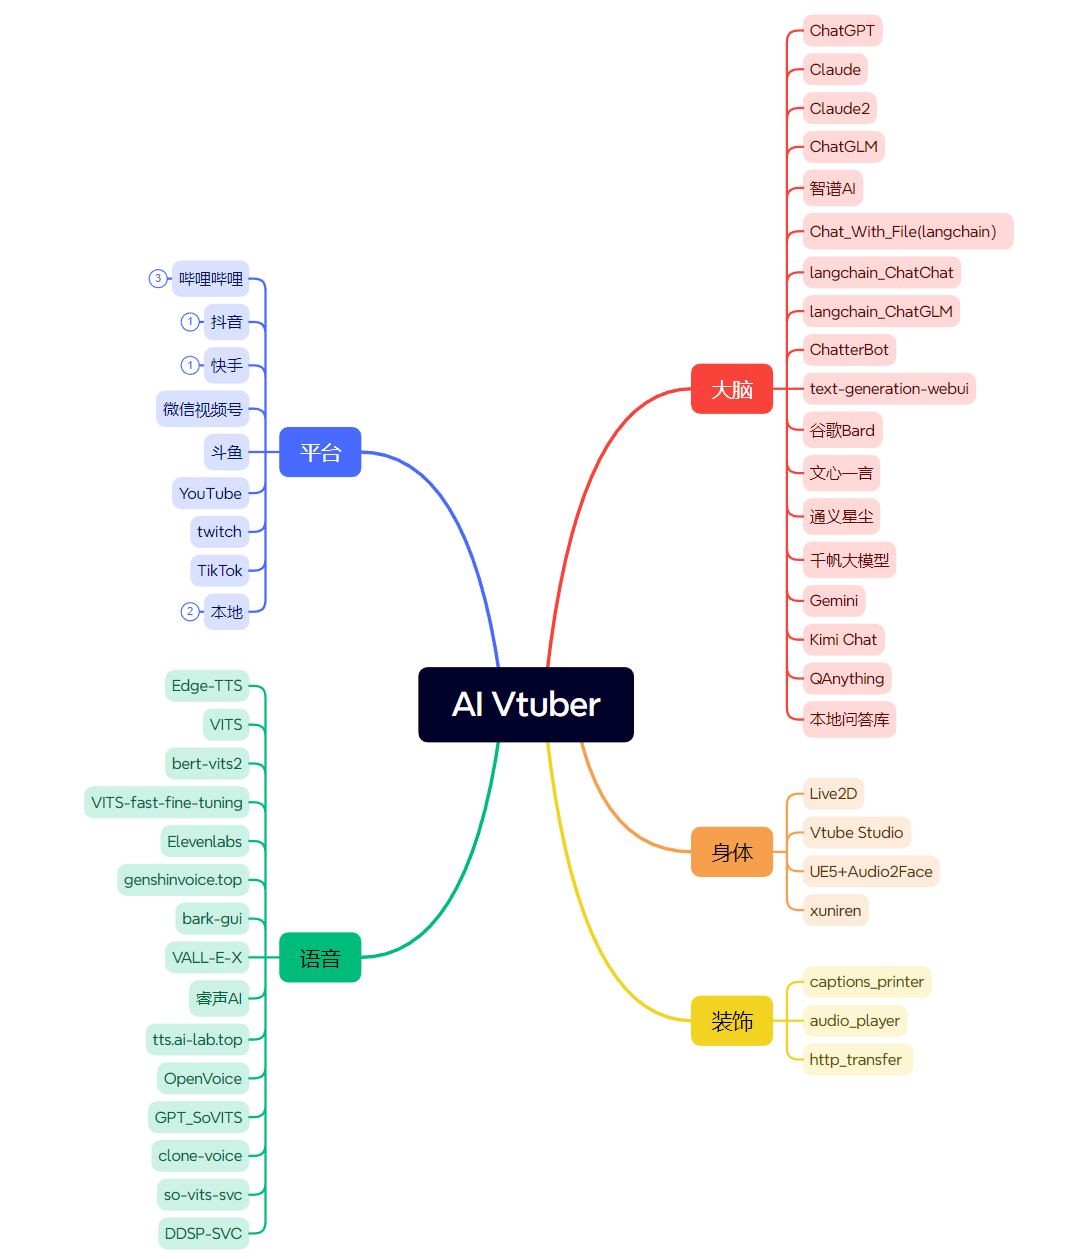 AI Vtuber
大脑
ChatGPT
Claude
Claude2
ChatGLM
智谱AI
Chat_With_File(langchain）
langchain_ChatChat
langchain_ChatGLM
ChatterBot
text-generation-webui
谷歌Bard
文心一言
通义星尘
千帆大模型
Gemini
Kimi Chat
QAnything
本地问答库
身体
Live2D
Vtube Studio
UE5+Audio2Face
xuniren
装饰
captions_printer
audio_player
http_transfer
平台
哔哩哔哩
3
抖音
1
快手
1
微信视频号
斗鱼
YouTube
twitch
TikTok
本地
2
语音
Edge-TTS
VITS
bert-vits2
VITS-fast-fine-tuning
Elevenlabs
genshinvoice.top
bark-gui
VALL-E-X
睿声AI
tts.ai-lab.top
OpenVoice
GPT_SoVITS
clone-voice
so-vits-svc
DDSP-SVC